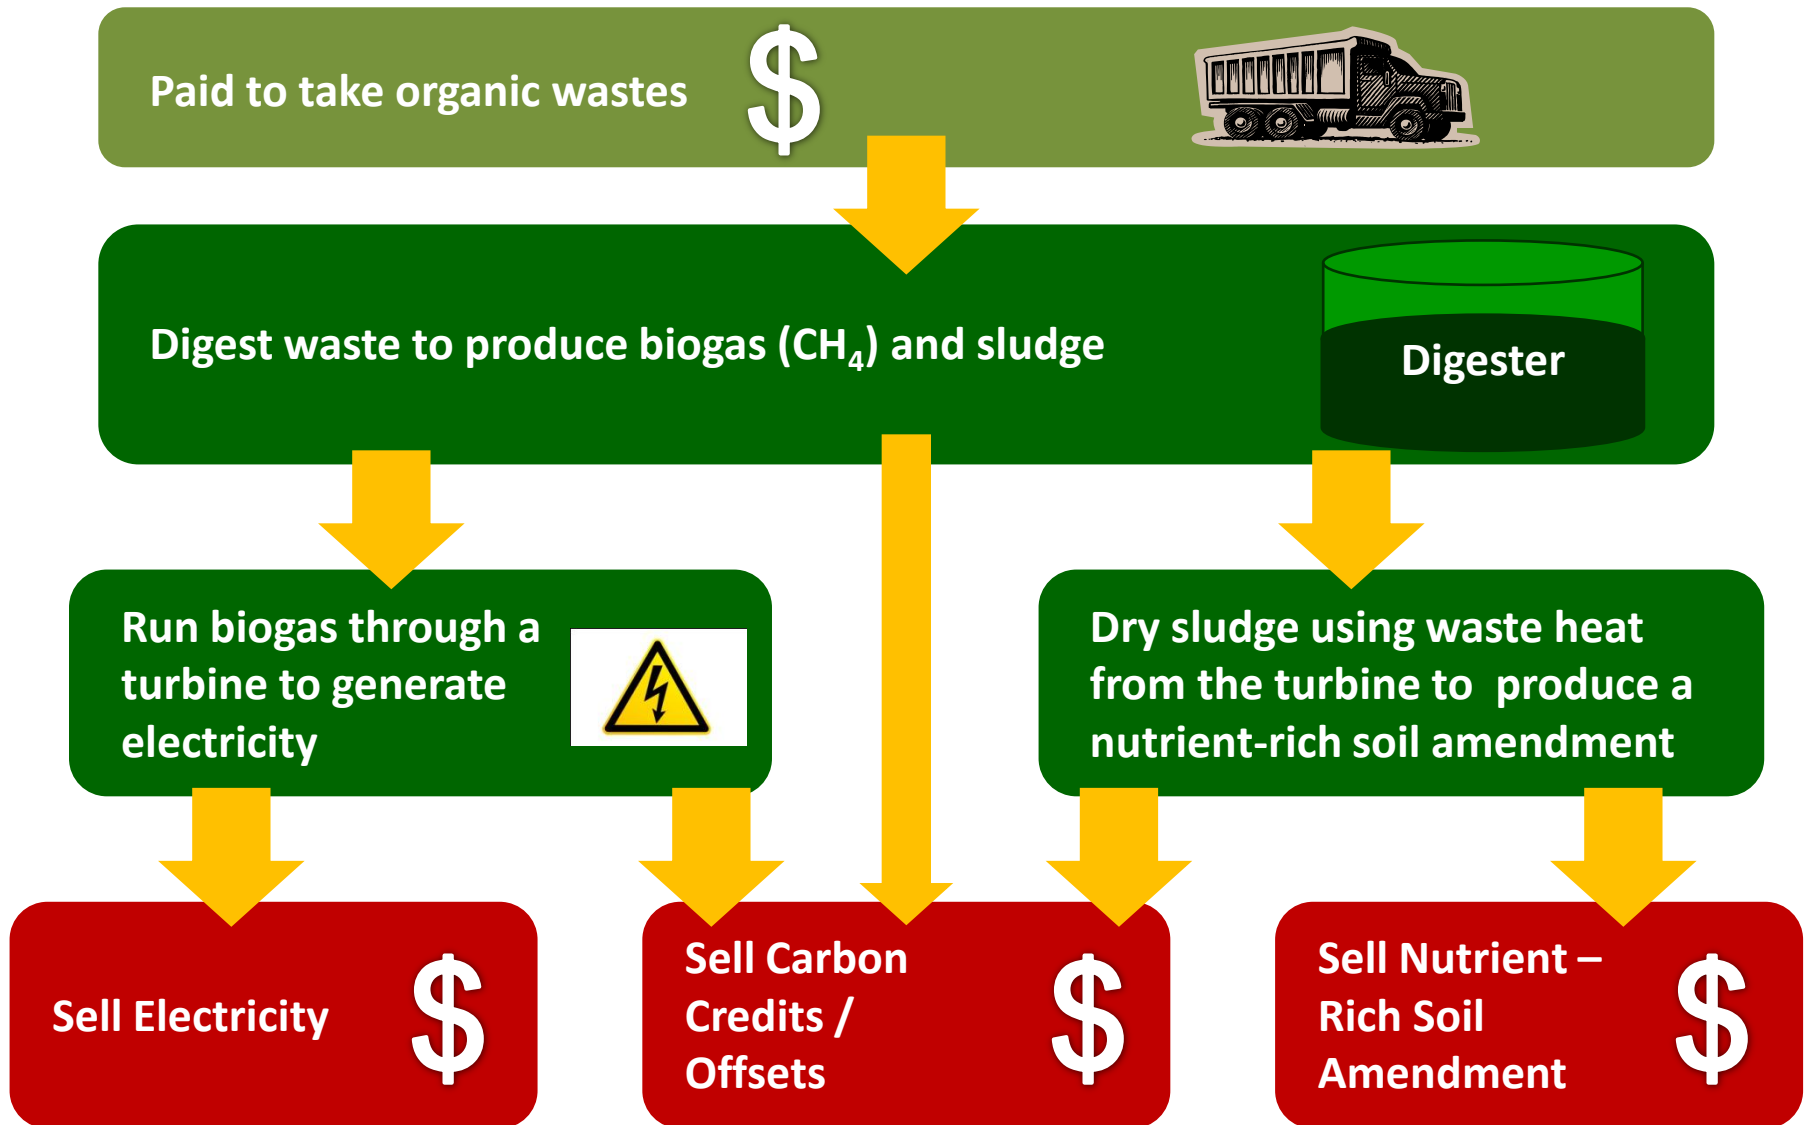 Paid to take organic wastes $
Digest waste to produce biogas (CH₄) and sludge
Digester
Run biogas through a
turbine to generate
electricity
Dry sludge using waste heat
from the turbine to  produce a
nutrient-rich soil amendment
Sell Electricity $
Sell Carbon
Credits /
Offsets
$
Sell Nutrient –
Rich Soil
Amendment
$